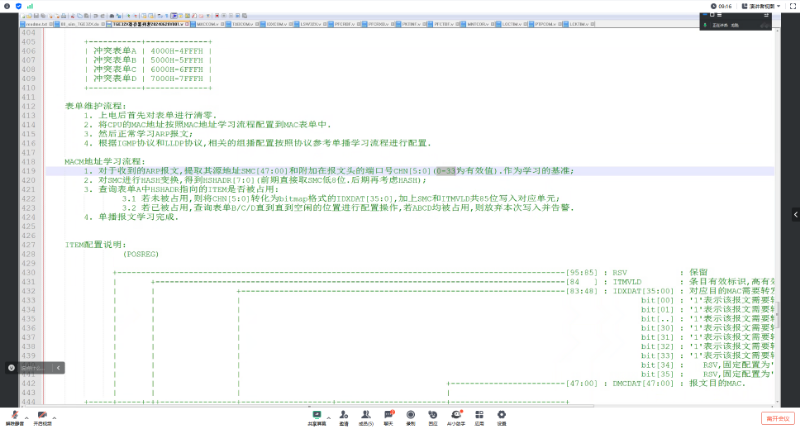 09:46
404
405 +-------------+-------------+
406 | 冲突表单A | 4000H-4FFFH |
407 | 冲突表单B | 5000H-5FFFH |
408 | 冲突表单C | 6000H-6FFFH |
409 | 冲突表单D | 7000H-7FFFH |
410 +-------------+-------------+
411
412 表单维护流程:
413 1. 上电后首先对表单进行清零.
414 2. 将CPU的MAC地址按照MAC地址学习流程配置到MAC表单中.
415 3. 然后正常学习ARP报文;
416 4. 根据IGMP协议和LLDP协议,相关的组播配置按照协议参考单播学习流程进行配置.
417
418 MACM地址学习流程:
419 1. 对于收到的ARP报文,提取其源地址SMC[47:00]和附加在报文头的端口号CHN[5:0](0-33为有效值).作为学习的基准;
420 2. 对SMC进行HASH变换,得到HSHADR[7:0](前期直接取SMC低8位.后期再考虑HASH);
421 3. 查询表单A中HSHADR指向的ITEM是否被占用:
422 3.1 若未被占用,则将CHN[5:0]转化为bitmap格式的IDXDAT[35:0],加上SMC和ITMVLD共85位写入对应单元;
423 3.2 若已被占用,查询表单B/C/D直到直到空闲的位置进行配置操作,若ABCD均被占用,则放弃本次写入并告警.
424 4. 单播报文学习完成.
425
426
427 ITEM配置说明:
428 (POSREG)
429
430 [95:85] : RSV : 保留
431 [84 ] : ITMVLD : 条目有效标识,高有效
432 [83:48] : IDXDAT[35:00] : 对应目的MAC需要转
433 bit[00] : '1'表示该报文需要转
434 bit[01] : '1'表示该报文需要转
435 bit[..] : '1'表示该报文需要转
436 bit[30] : '1'表示该报文需要转
437 bit[31] : '1'表示该报文需要转
438 bit[32] : '1'表示该报文需要转
439 bit[33] : '1'表示该报文需要转
440 bit[34] : RSV,固定配置为'
441 bit[35] : RSV,固定配置为'
442 [47:00] : DMCDAT[47:00] : 报文目的MAC.
443
444
解除静音 开启视频 共享屏幕 邀请 成员(5) 聊天 录制 回应 AI小助手 应用 设置 离开会议